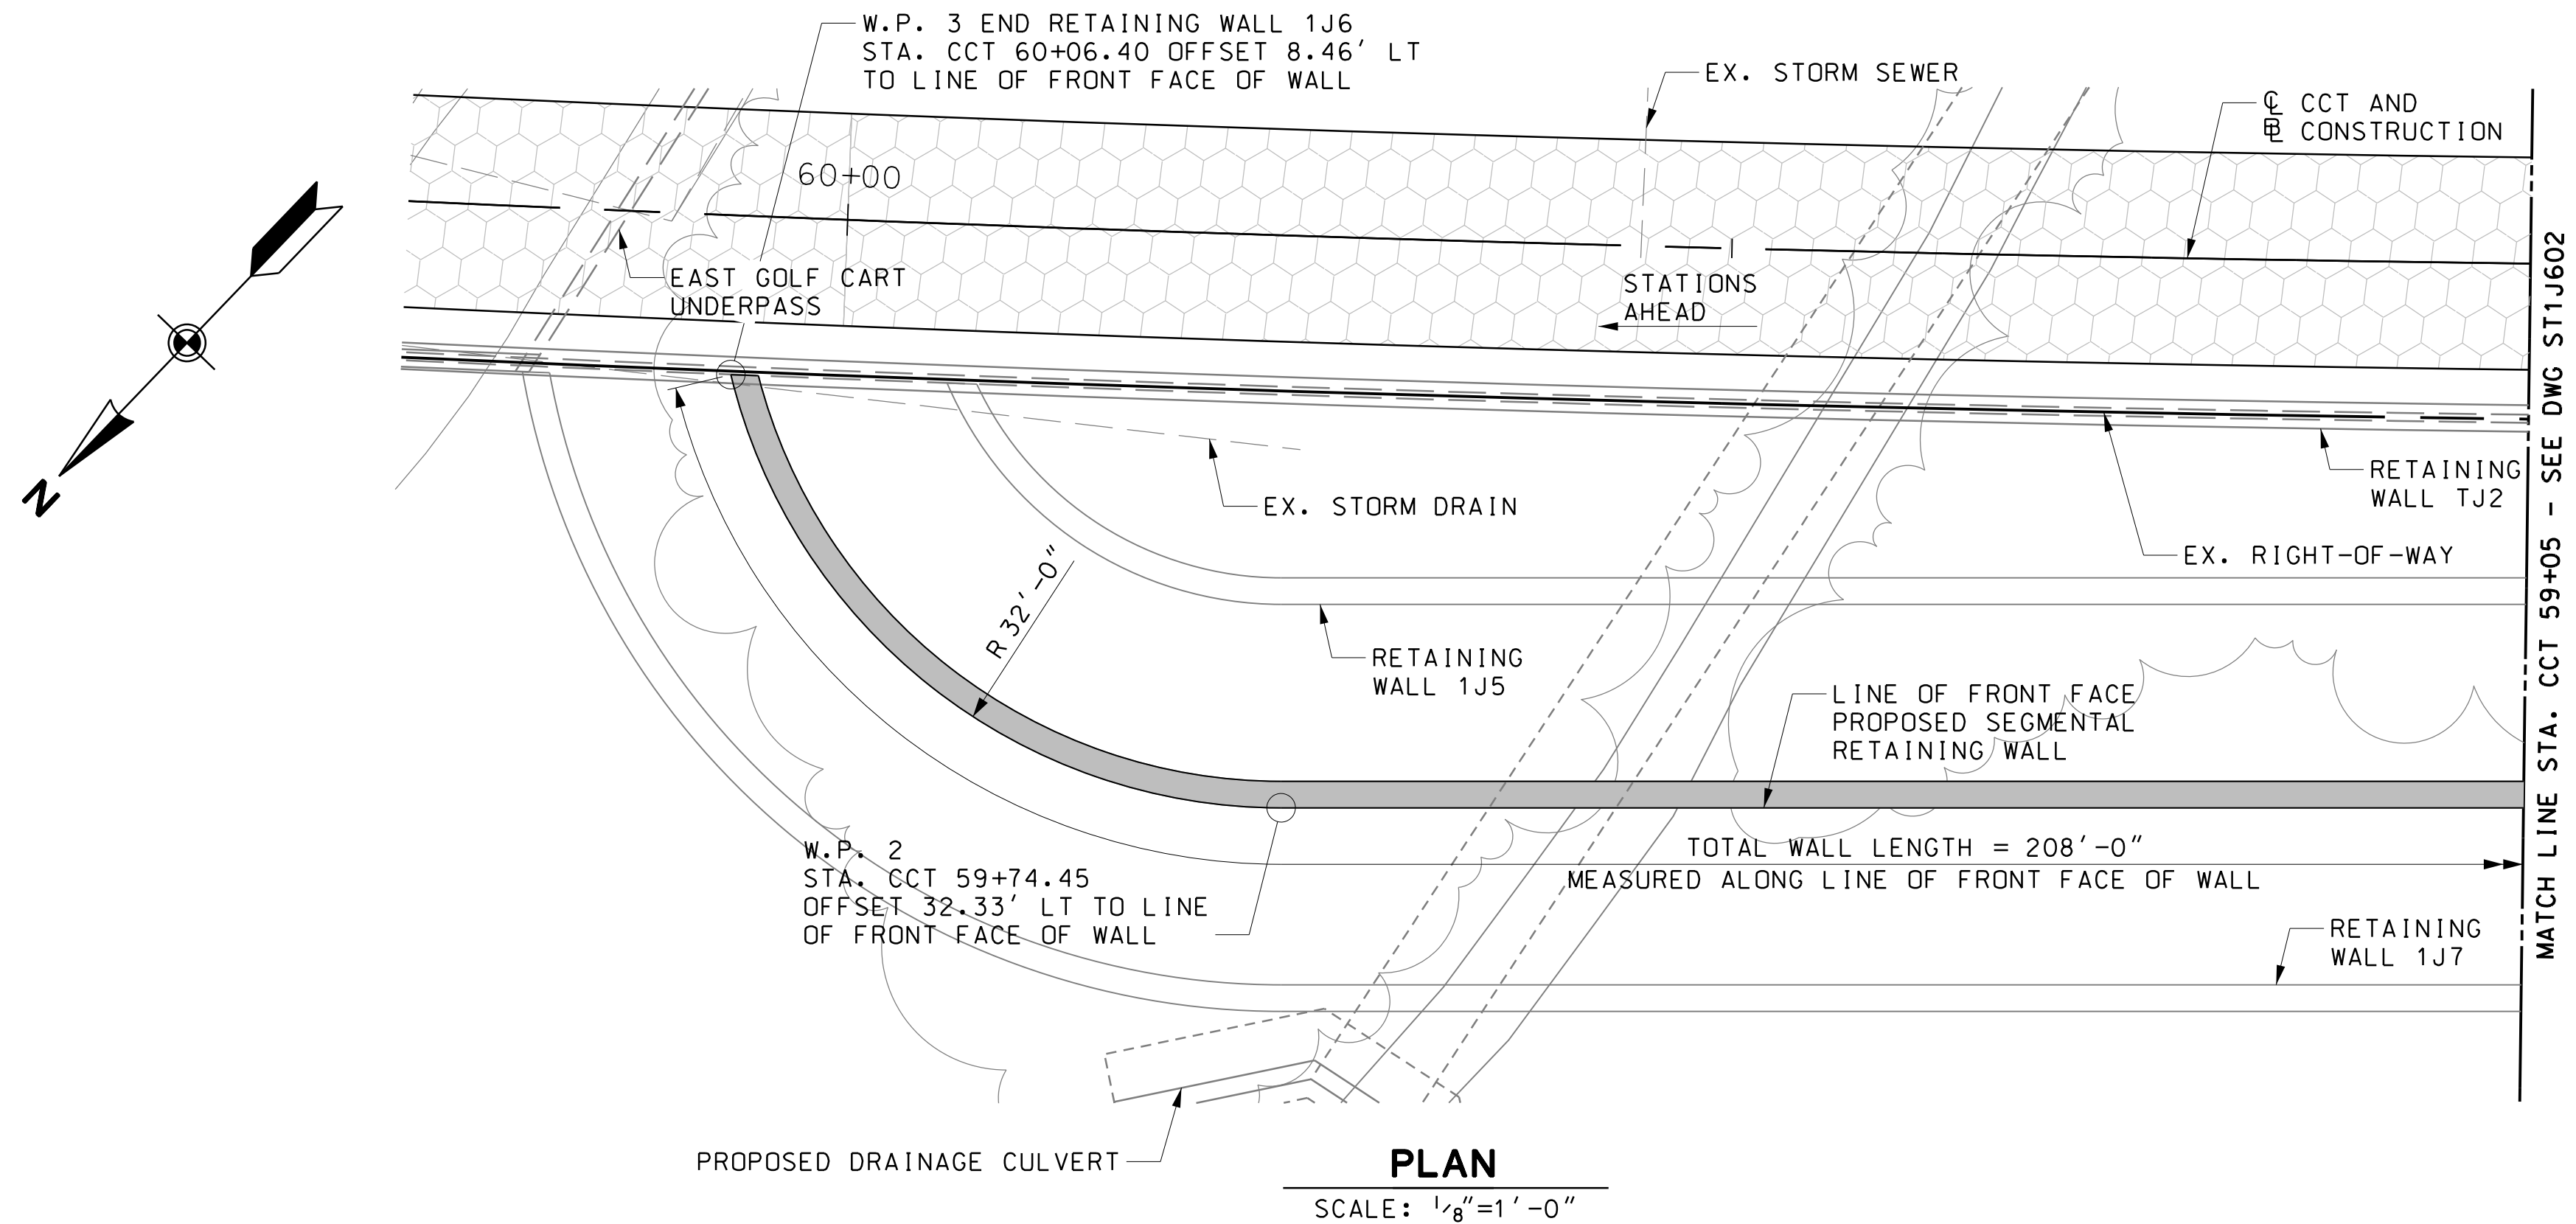 W.P. 3 END RETAINING WALL 1J6
STA. CCT 60+06.40 OFFSET 8.46' LT
TO LINE OF FRONT FACE OF WALL
EX. STORM SEWER
℄ CCT AND
BL CONSTRUCTION
60+00
EAST GOLF CART
UNDERPASS
STATIONS
AHEAD
N
RETAINING
WALL TJ2
EX. STORM DRAIN
EX. RIGHT-OF-WAY
R 32'-0"
RETAINING
WALL 1J5
LINE OF FRONT FACE
PROPOSED SEGMENTAL
RETAINING WALL
W.P. 2
STA. CCT 59+74.45
OFFSET 32.33' LT TO LINE
OF FRONT FACE OF WALL
TOTAL WALL LENGTH = 208'-0"
MEASURED ALONG LINE OF FRONT FACE OF WALL
RETAINING
WALL 1J7
MATCH LINE STA. CCT 59+05 - SEE DWG ST1J602
PROPOSED DRAINAGE CULVERT
PLAN
SCALE: 1/8"=1'-0"